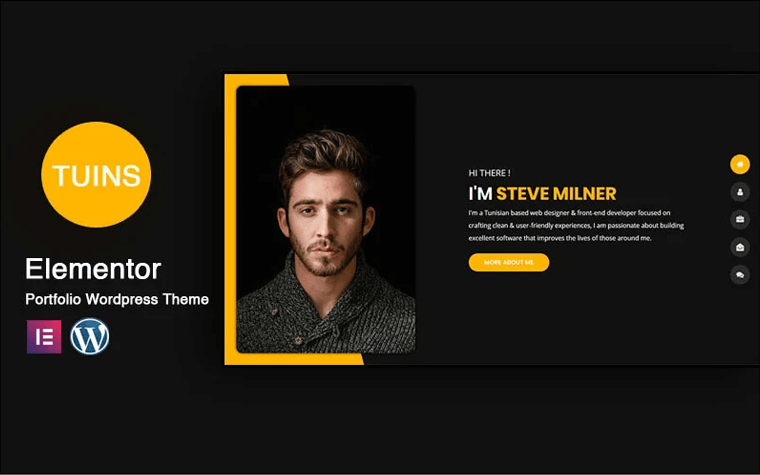 TUINS
Elementor
Portfolio Wordpress Theme
HI THERE !
I'M STEVE MILNER
I'm a Tunisian based web designer & front-end developer focused on
crafting clean & user-friendly experiences, I am passionate about building
excellent software that improves the lives of those around me.
MORE ABOUT ME